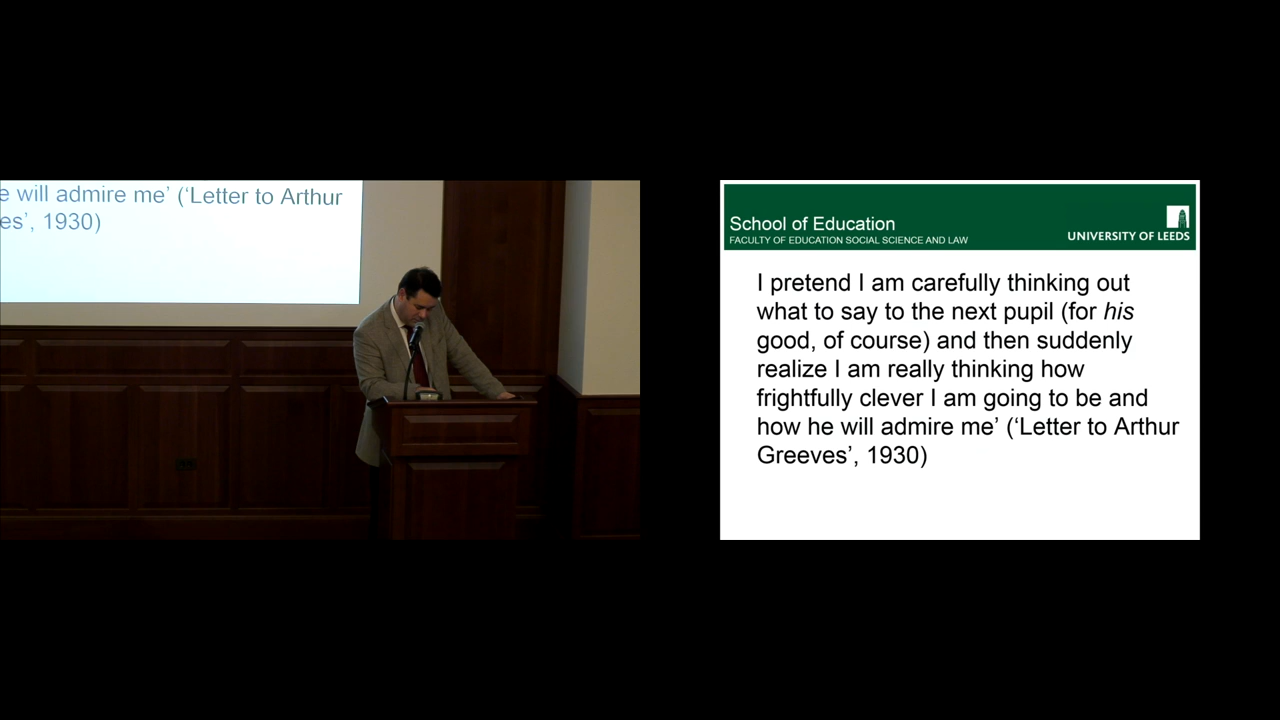 e will admire me’ (‘Letter to Arthur
es’, 1930)
School of Education
FACULTY OF EDUCATION SOCIAL SCIENCE AND LAW
UNIVERSITY OF LEEDS
I pretend I am carefully thinking out
what to say to the next pupil (for his
good, of course) and then suddenly
realize I am really thinking how
frightfully clever I am going to be and
how he will admire me’ (‘Letter to Arthur
Greeves’, 1930)